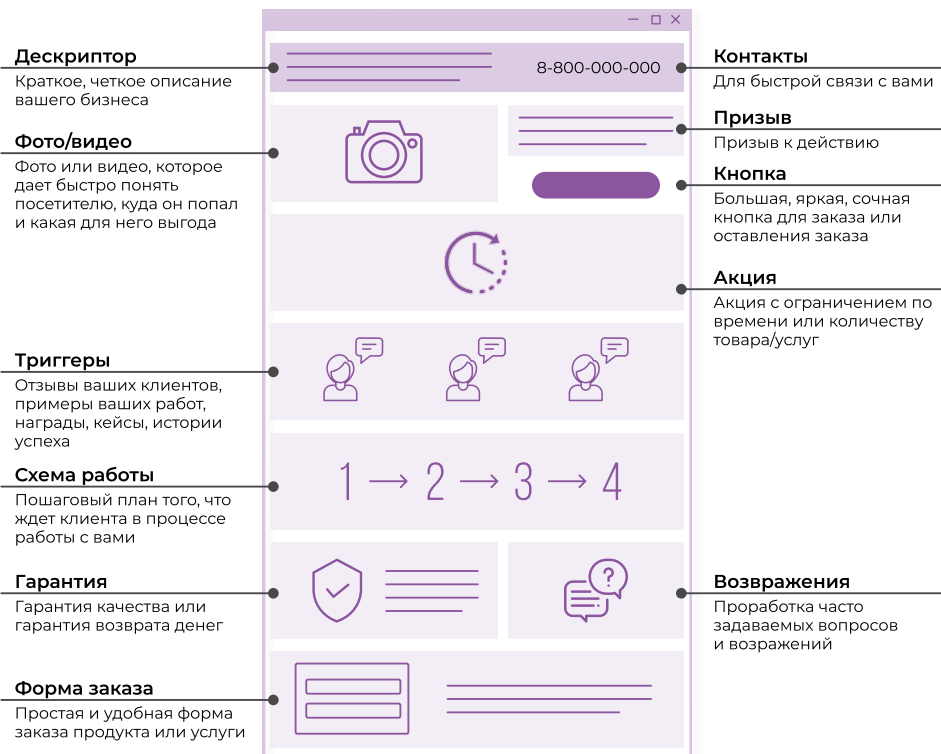 Дескриптор
Краткое, четкое описание
вашего бизнеса
Фото/видео
Фото или видео, которое
дает быстро понять
посетителю, куда он попал
и какая для него выгода
Триггеры
Отзывы ваших клиентов,
примеры ваших работ,
награды, кейсы, истории
успеха
Схема работы
Пошаговый план того, что
ждет клиента в процессе
работы с вами
Гарантия
Гарантия качества или
гарантия возврата денег
Форма заказа
Простая и удобная форма
заказа продукта или услуги
8-800-000-000
1 → 2 → 3 → 4
?
Контакты
Для быстрой связи с вами
Призыв
Призыв к действию
Кнопка
Большая, яркая, сочная
кнопка для заказа или
оставления заказа
Акция
Акция с ограничением по
времени или количеству
товара/услуг
Возвражения
Проработка часто
задаваемых вопросов
и возражений